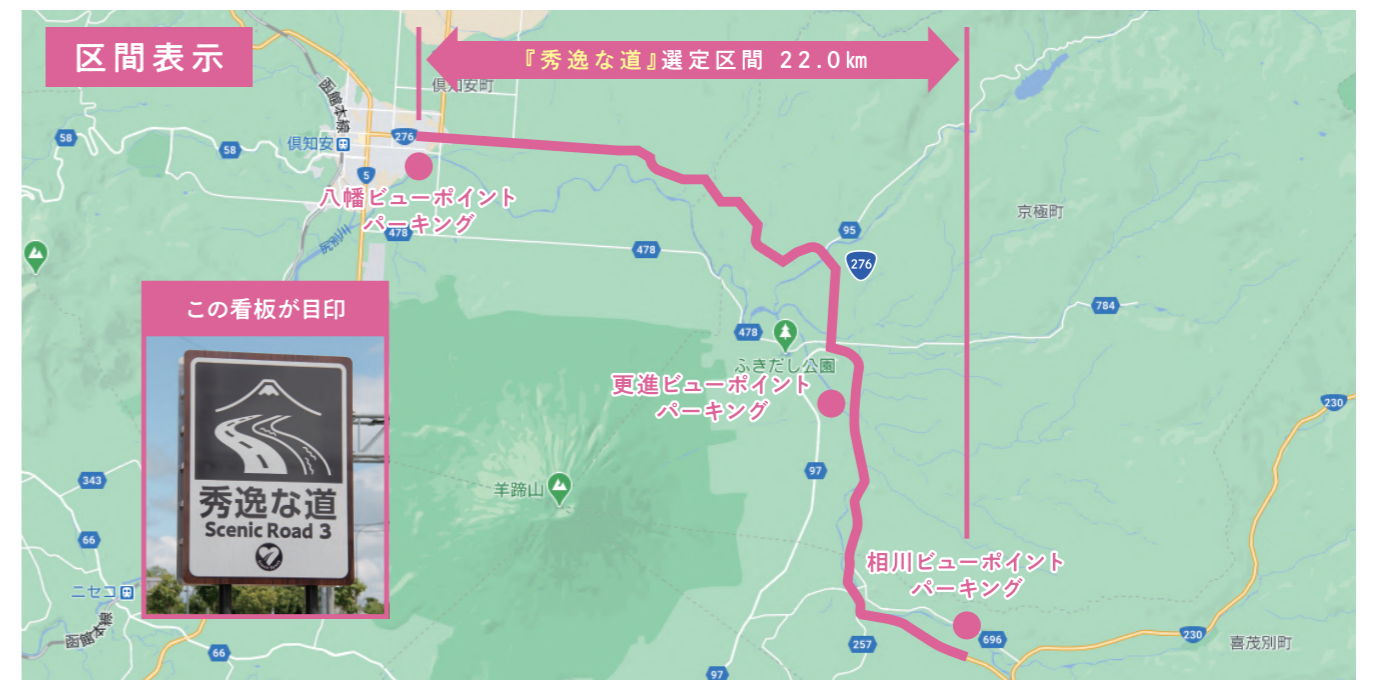 区間表示
『秀逸な道』選定区間 22.0km
倶知安町
函館本線
58
58
倶知安
276
5
八幡ビューポイント
パーキング
478
478
95
276
京極町
784
478
ふきだし公園
更進ビューポイント
パーキング
この看板が目印
秀逸な道
Scenic Road 3
羊蹄山
97
230
343
66
ニセコ
函館本線
66
相川ビューポイント
パーキング
696
257
230
喜茂別町
97